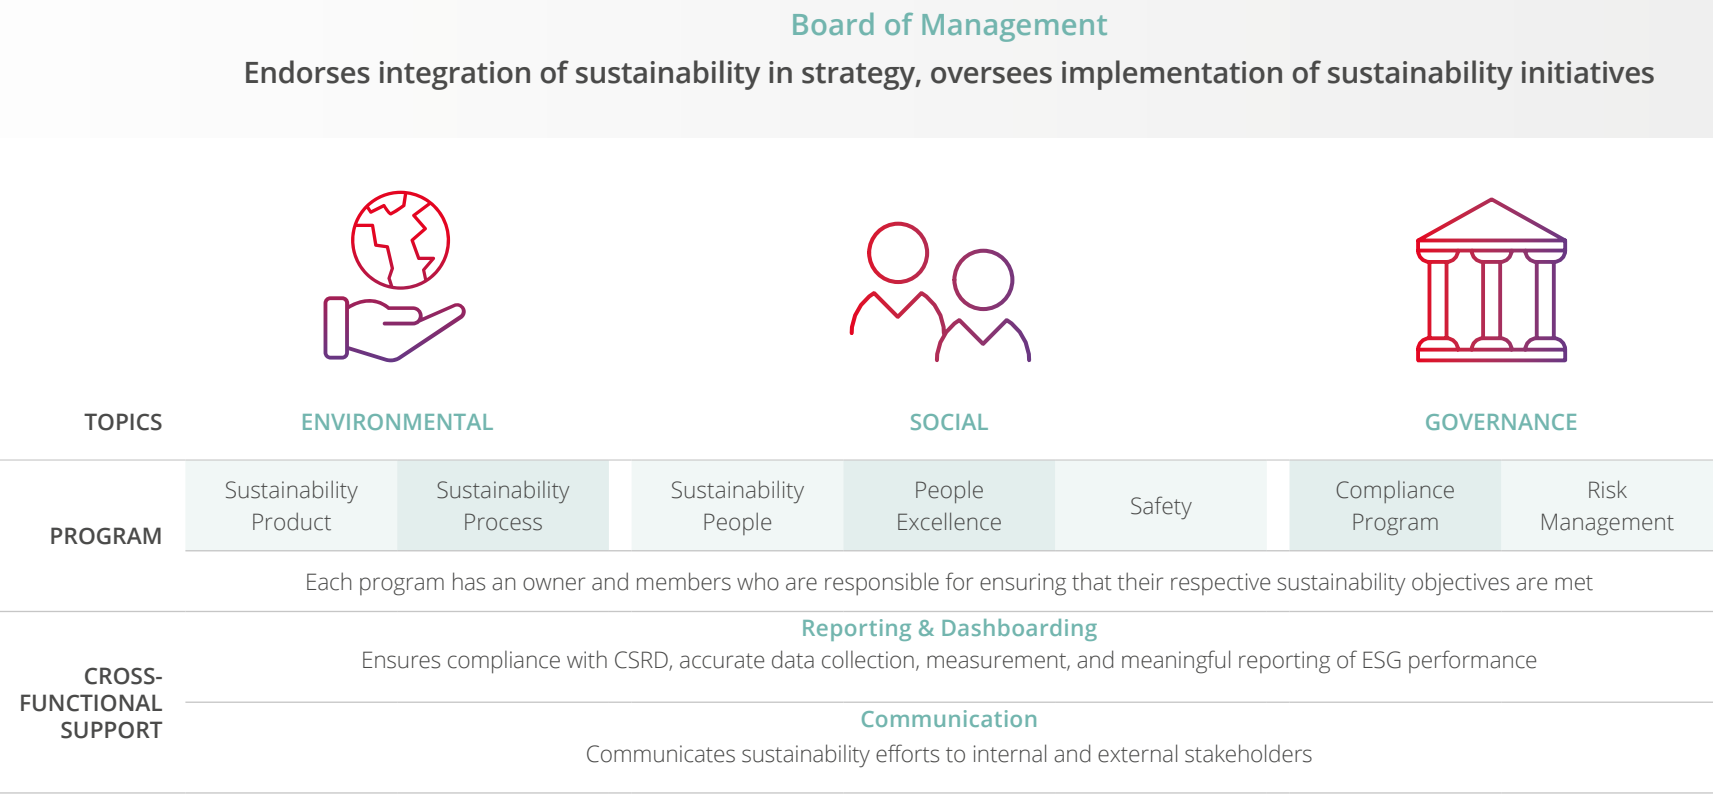 Board of Management
Endorses integration of sustainability in strategy, oversees implementation of sustainability initiatives
TOPICS
ENVIRONMENTAL
SOCIAL
GOVERNANCE
PROGRAM
Sustainability
Product
Sustainability
Process
Sustainability
People
People
Excellence
Safety
Compliance
Program
Risk
Management
Each program has an owner and members who are responsible for ensuring that their respective sustainability objectives are met
CROSS-
FUNCTIONAL
SUPPORT
Reporting & Dashboarding
Ensures compliance with CSRD, accurate data collection, measurement, and meaningful reporting of ESG performance
Communication
Communicates sustainability efforts to internal and external stakeholders